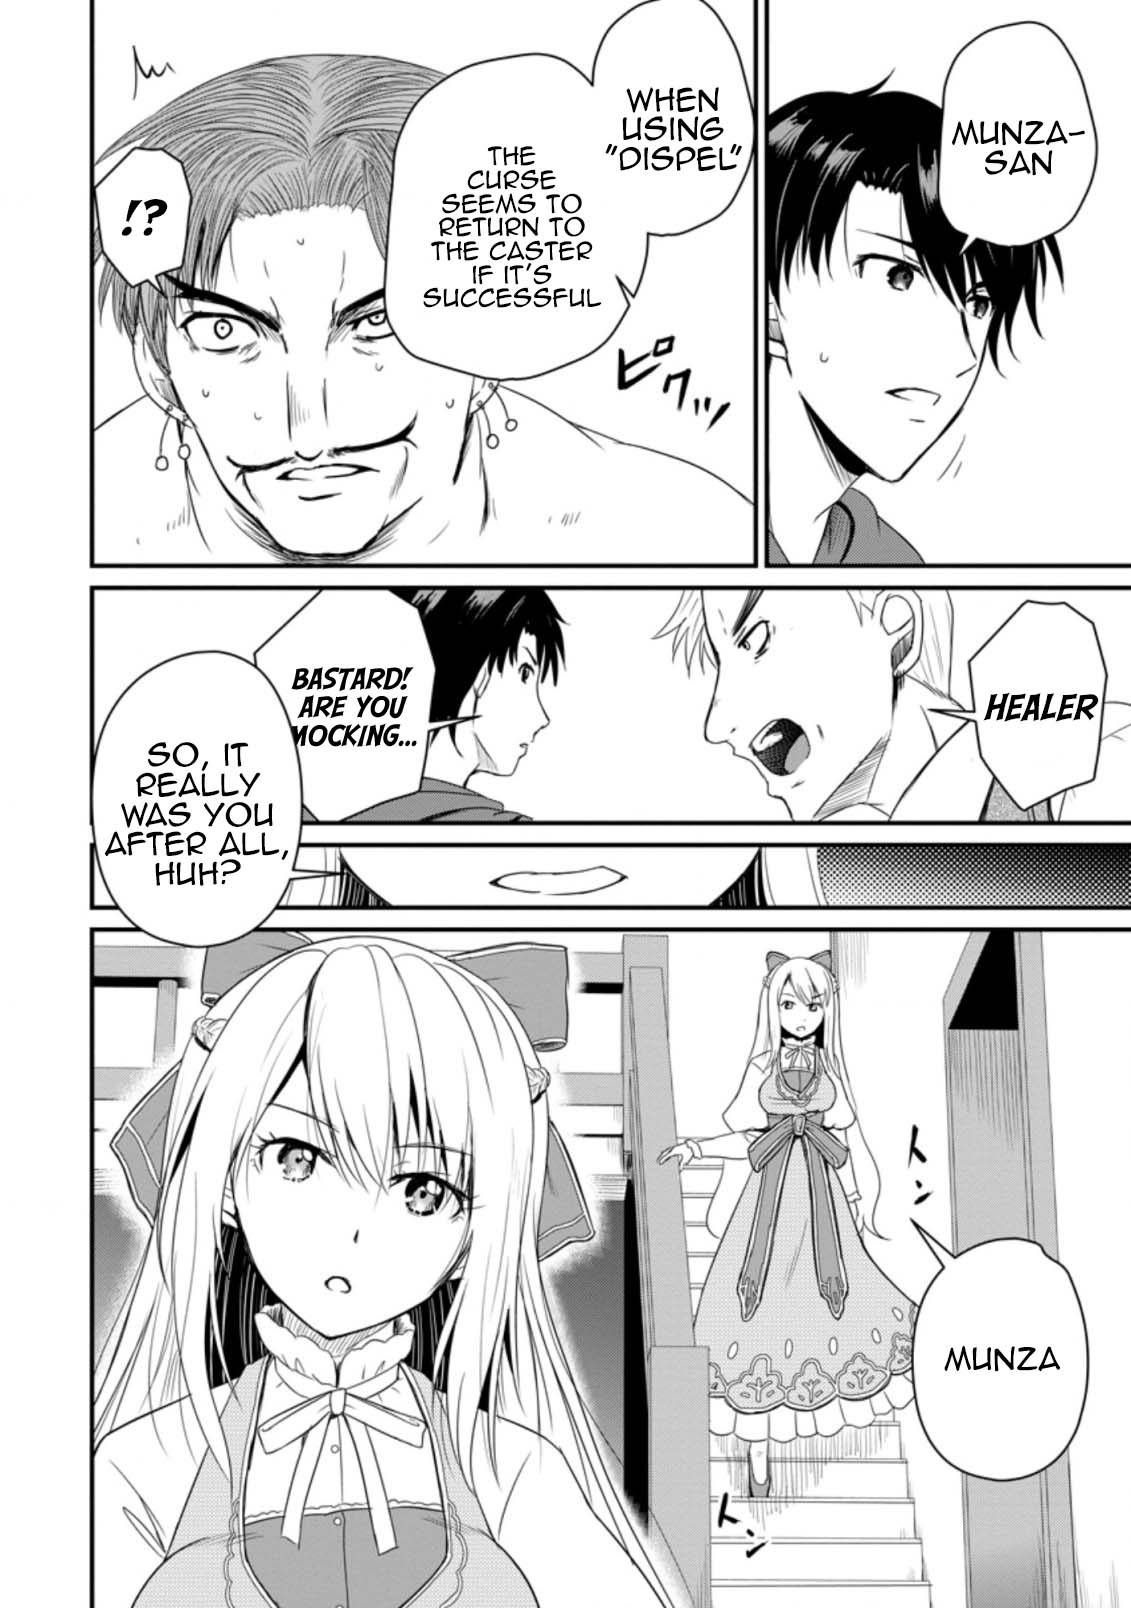 MUNZA-
SAN
WHEN
USING
"DISPEL"
THE
CURSE
SEEMS TO
RETURN TO
THE CASTER
IF IT'S
SUCCESSFUL
!?
ピクッ
HEALER
BASTARD!
ARE YOU
MOCKING...
SO, IT
REALLY
WAS YOU
AFTER ALL,
HUH?
トン
MUNZA
トン